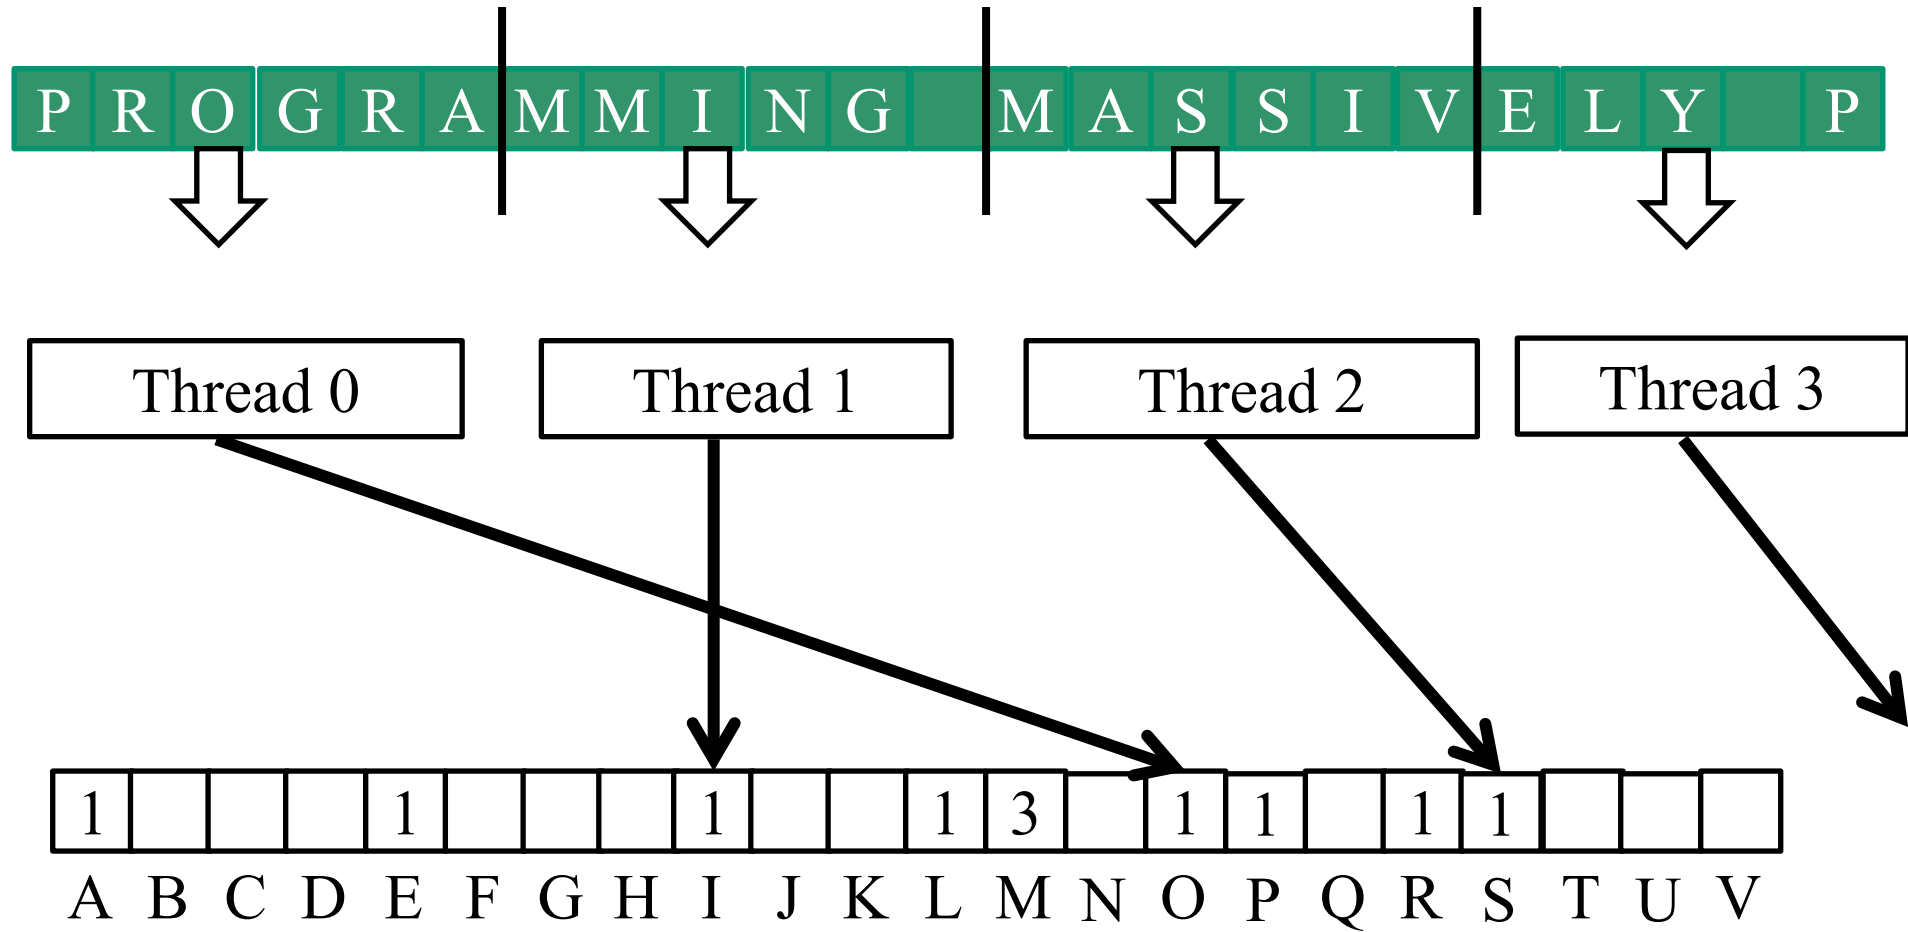 P R O G R A M M I N G M A S S I V E L Y P
Thread 0 Thread 1 Thread 2 Thread 3
1 1 1 1 3 1 1 1 1
A B C D E F G H I J K L M N O P Q R S T U V